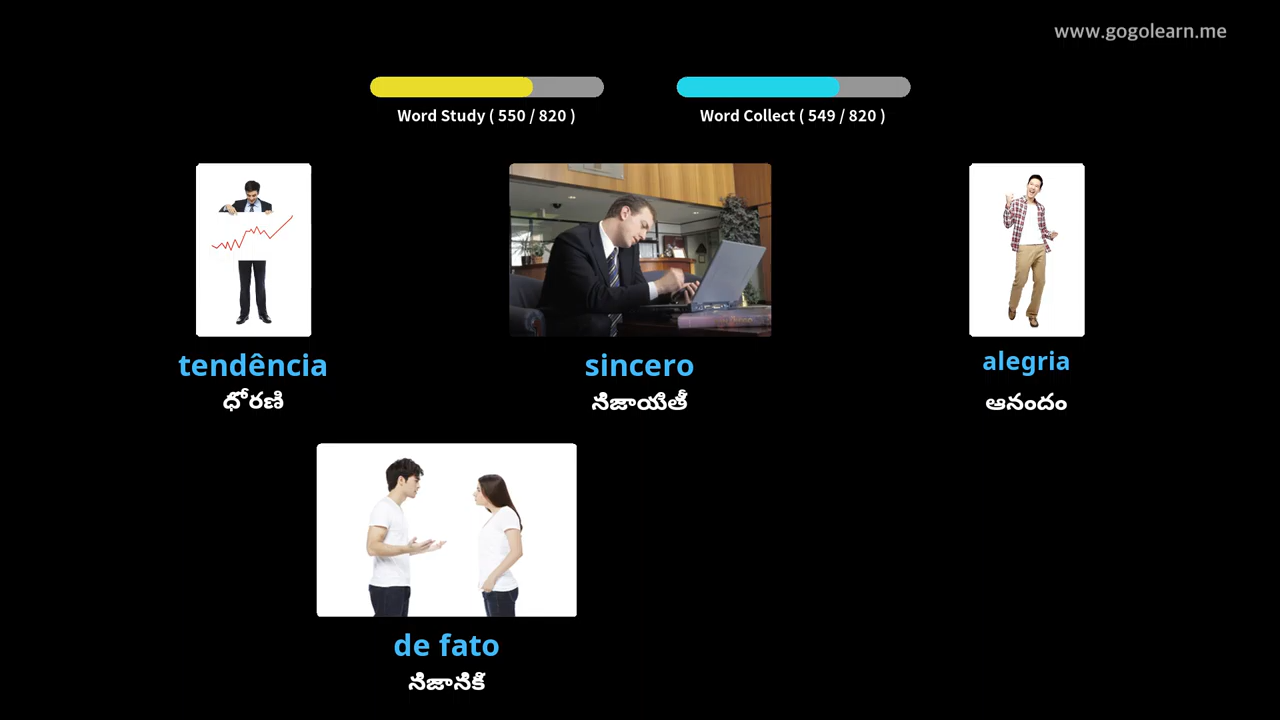 www.gogolearn.me
Word Study ( 550 / 820 )
Word Collect ( 549 / 820 )
tendência
ధోరణి
sincero
నిజాయితీ
alegria
ఆనందం
de fato
నిజానికి